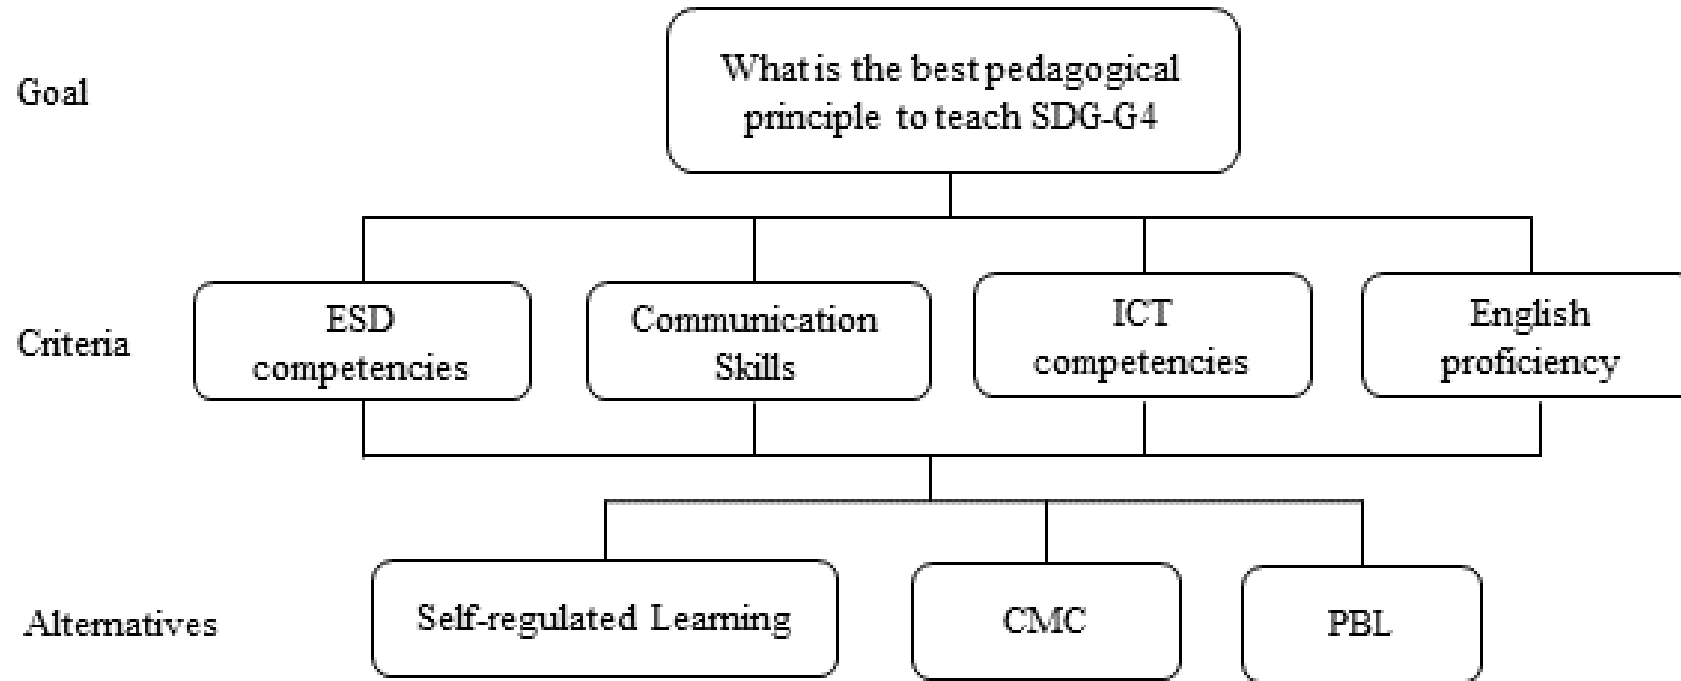 Goal
What is the best pedagogical
principle to teach SDG-G4
Criteria
ESD
competencies
Communication
Skills
ICT
competencies
English
proficiency
Alternatives
Self-regulated Learning
CMC
PBL